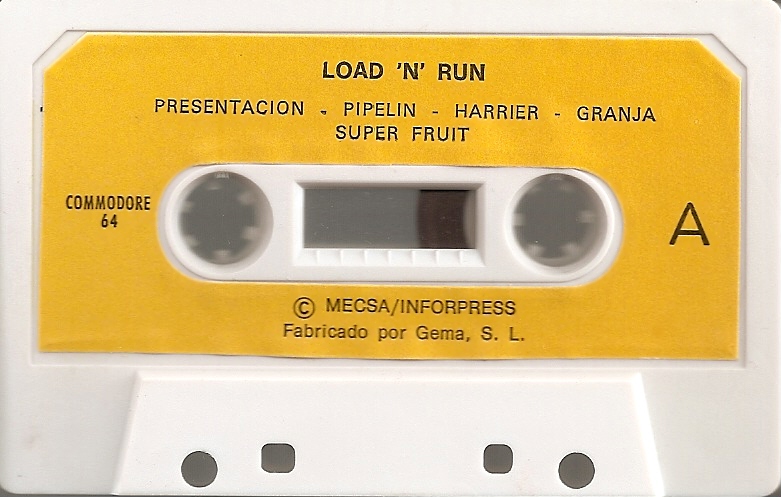 LOAD 'N' RUN
PRESENTACION - PIPELIN - HARRIER - GRANJA
SUPER FRUIT
COMMODORE
64
A
© MECSA/INFORPRESS
Fabricado por Gema, S. L.